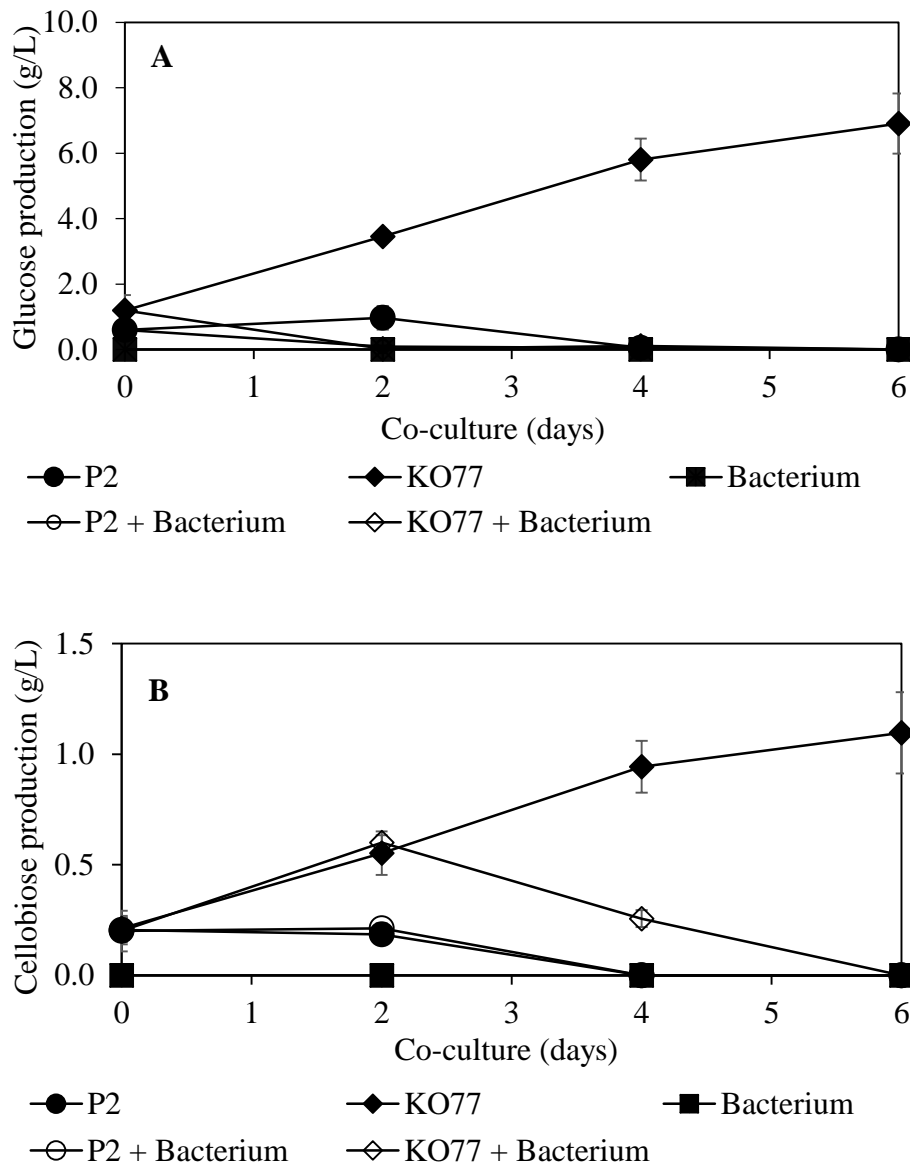 10.0
8.0
6.0
4.0
2.0
0.0
Glucose production (g/L)
A
0 1 2 3 4 5 6
Co-culture (days)
P2 KO77 Bacterium
P2 + Bacterium KO77 + Bacterium
1.5
1.0
0.5
0.0
Cellobiose production (g/L)
B
0 1 2 3 4 5 6
Co-culture (days)
P2 KO77 Bacterium
P2 + Bacterium KO77 + Bacterium